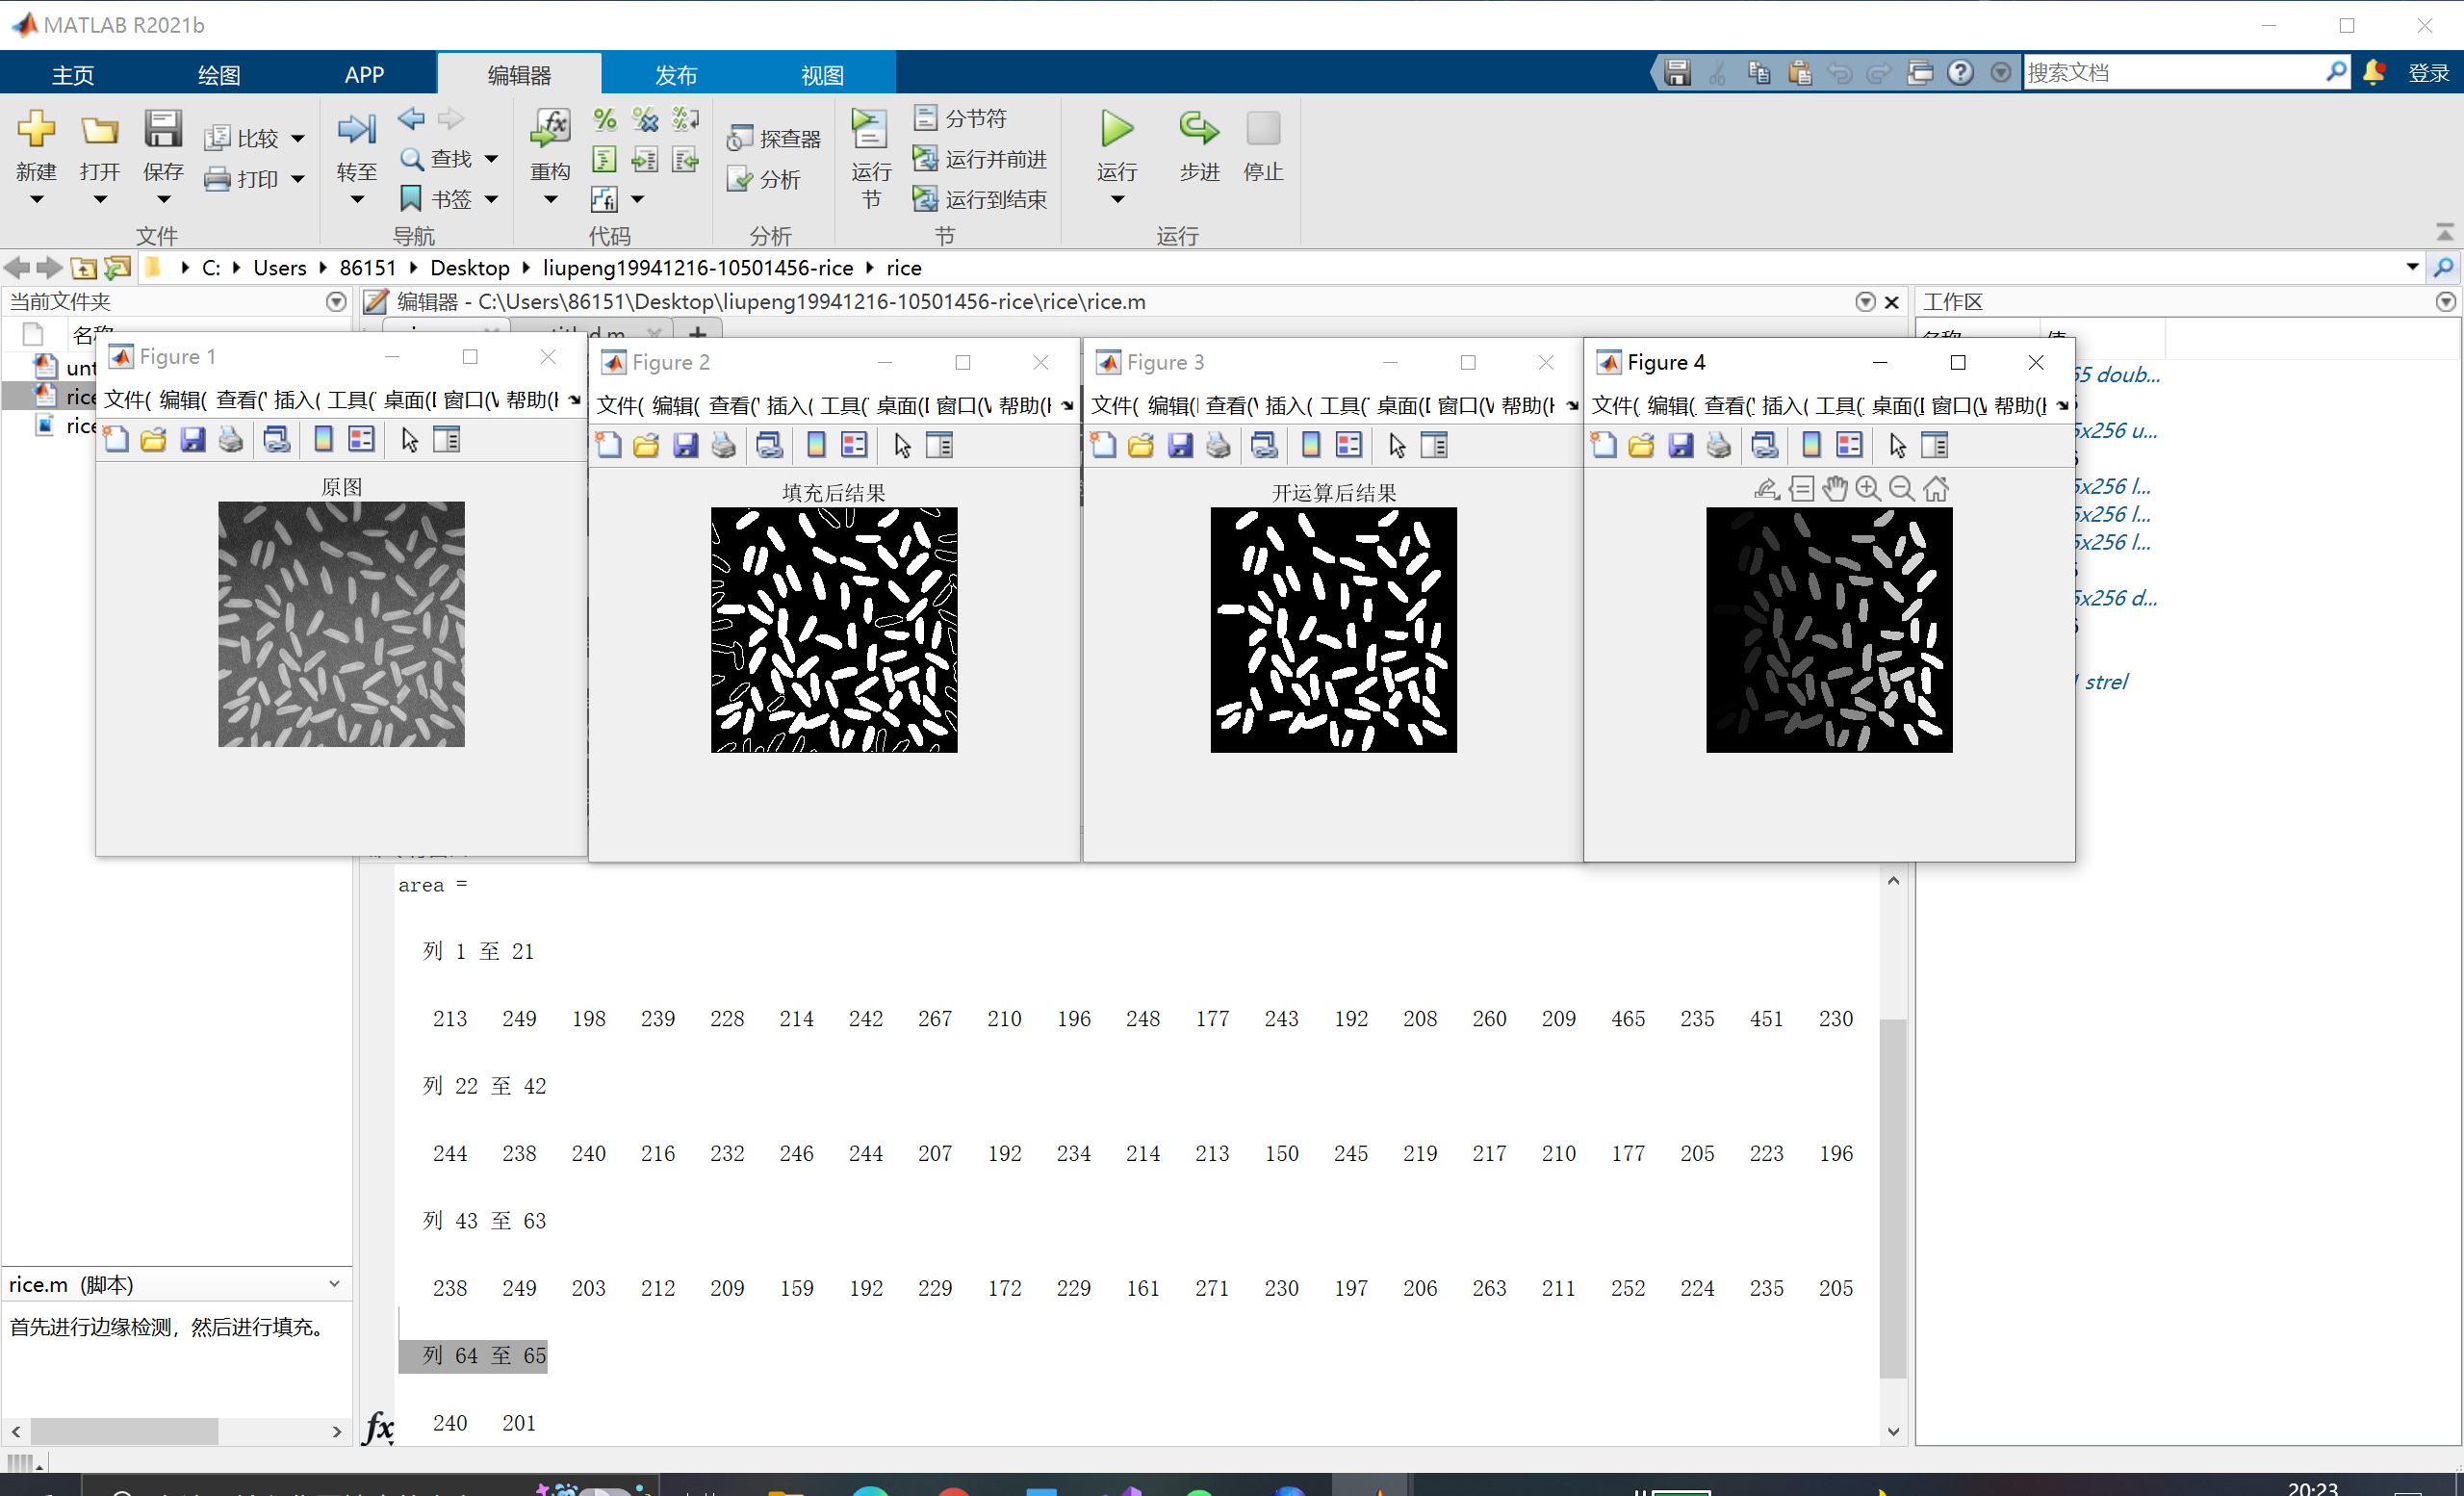 MATLAB R2021b
主页 绘图 APP 编辑器 发布 视图 搜索文档 登录
新建 打开 保存 比较 打印 转至 查找 书签 重构 探查器 分析 运行节 分节符 运行并前进 运行到结束 运行 步进 停止
文件 导航 代码 分析 节 运行
C: Users 86151 Desktop liupeng19941216-10501456-rice rice
当前文件夹 编辑器 - C:\Users\86151\Desktop\liupeng19941216-10501456-rice\rice\rice.m 工作区
Figure 1
文件( 编辑( 查看( 插入( 工具( 桌面( 窗口( 帮助(
原图
Figure 2
文件( 编辑( 查看( 插入( 工具( 桌面( 窗口( 帮助(
填充后结果
Figure 3
文件( 编辑( 查看( 插入( 工具( 桌面( 窗口( 帮助(
开运算后结果
Figure 4
文件( 编辑( 查看( 插入( 工具( 桌面( 窗口( 帮助(
unt
rice
rice
65 doub...
5x256 u...
5x256 l...
5x256 l...
5x256 l...
5x256 d...
strel
area =
列 1 至 21
213 249 198 239 228 214 242 267 210 196 248 177 243 192 208 260 209 465 235 451 230
列 22 至 42
244 238 240 216 232 246 244 207 192 234 214 213 150 245 219 217 210 177 205 223 196
列 43 至 63
238 249 203 212 209 159 192 229 172 229 161 271 230 197 206 263 211 252 224 235 205
列 64 至 65
240 201
fx
rice.m (脚本)
首先进行边缘检测，然后进行填充。
20:23